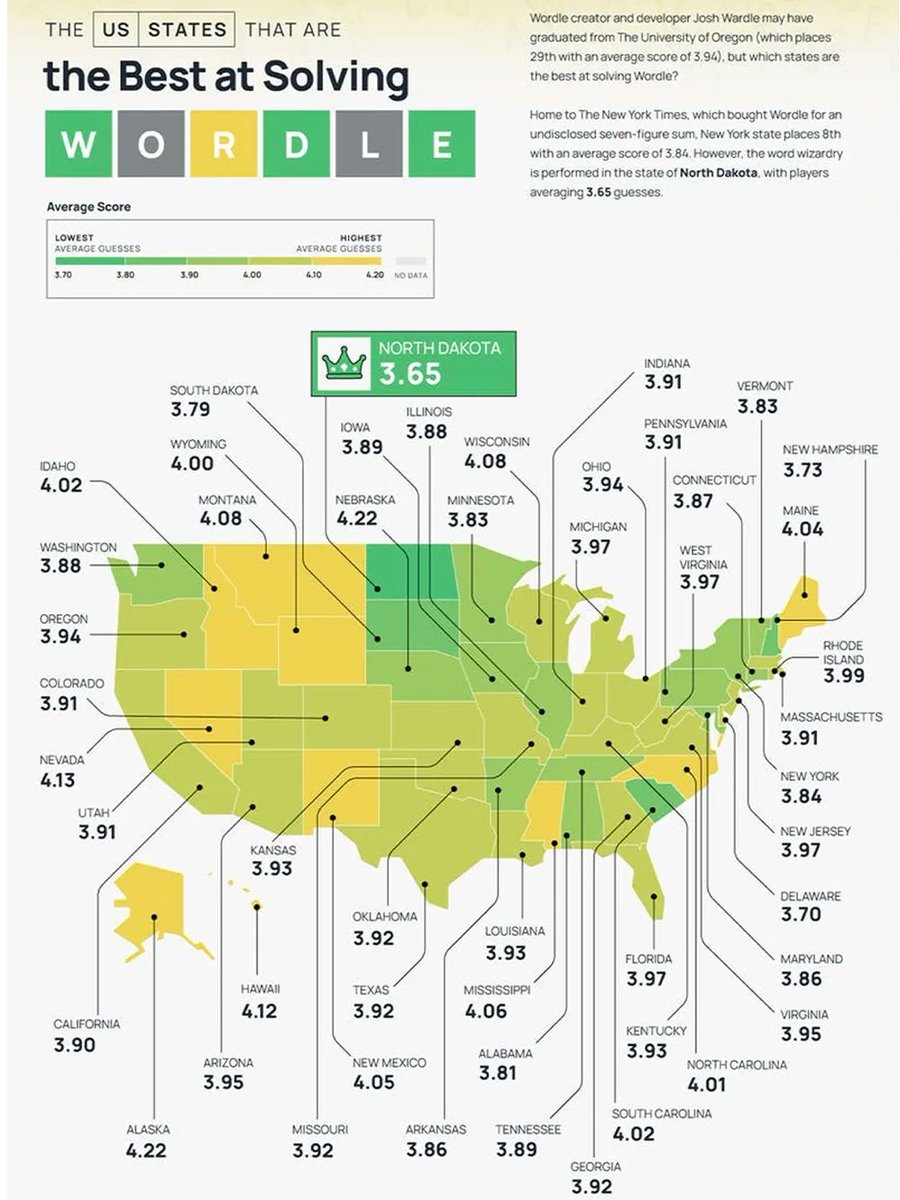 THE US STATES THAT ARE
the Best at Solving
WORDLE
Wordle creator and developer Josh Wardle may have
graduated from The University of Oregon (which places
29th with an average score of 3.94), but which states are
the best at solving Wordle?
Home to The New York Times, which bought Wordle for an
undisclosed seven-figure sum, New York state places 8th
with an average score of 3.84. However, the word wizardry
is performed in the state of North Dakota, with players
averaging 3.65 guesses.
Average Score
LOWEST
AVERAGE GUESSES
HIGHEST
AVERAGE GUESSES
3.70 3.80 3.90 4.00 4.10 4.20 NO DATA
NORTH DAKOTA
3.65
SOUTH DAKOTA
3.79
WYOMING
4.00
IDAHO
4.02
MONTANA
4.08
IOWA
3.89
ILLINOIS
3.88
NEBRASKA
4.22
WISCONSIN
4.08
MINNESOTA
3.83
INDIANA
3.91
VERMONT
3.83
PENNSYLVANIA
3.91
NEW HAMPSHIRE
3.73
OHIO
3.94
CONNECTICUT
3.87
MICHIGAN
3.97
MAINE
4.04
WEST
VIRGINIA
3.97
WASHINGTON
3.88
OREGON
3.94
COLORADO
3.91
NEVADA
4.13
UTAH
3.91
KANSAS
3.93
RHODE
ISLAND
3.99
MASSACHUSETTS
3.91
NEW YORK
3.84
NEW JERSEY
3.97
DELAWARE
3.70
MARYLAND
3.86
VIRGINIA
3.95
OKLAHOMA
3.92
LOUISIANA
3.93
FLORIDA
3.97
HAWAII
4.12
TEXAS
3.92
MISSISSIPPI
4.06
CALIFORNIA
3.90
KENTUCKY
3.93
ARIZONA
3.95
NEW MEXICO
4.05
ALABAMA
3.81
NORTH CAROLINA
4.01
SOUTH CAROLINA
4.02
ALASKA
4.22
MISSOURI
3.92
ARKANSAS
3.86
TENNESSEE
3.89
GEORGIA
3.92